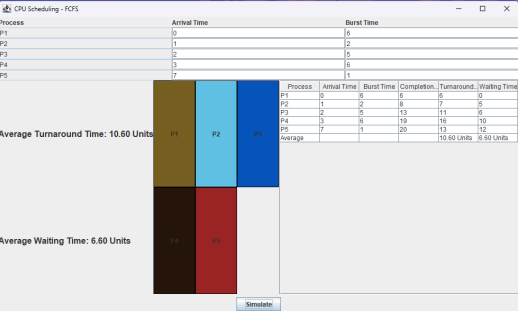 CPU Scheduling - FCFS
Process Arrival Time Burst Time
P1 0 6
P2 1 2
P3 2 5
P4 3 6
P5 7 1
Process Arrival Time Burst Time Completion... Turnaround... Waiting Time
P1 0 6 6 6 0
P2 1 2 8 7 5
P3 2 5 13 11 6
P4 3 6 19 16 10
P5 7 1 20 13 12
Average 10.60 Units 6.60 Units
Average Turnaround Time: 10.60 Units
P1 P2 P3
Average Waiting Time: 6.60 Units
P4 P5
Simulate